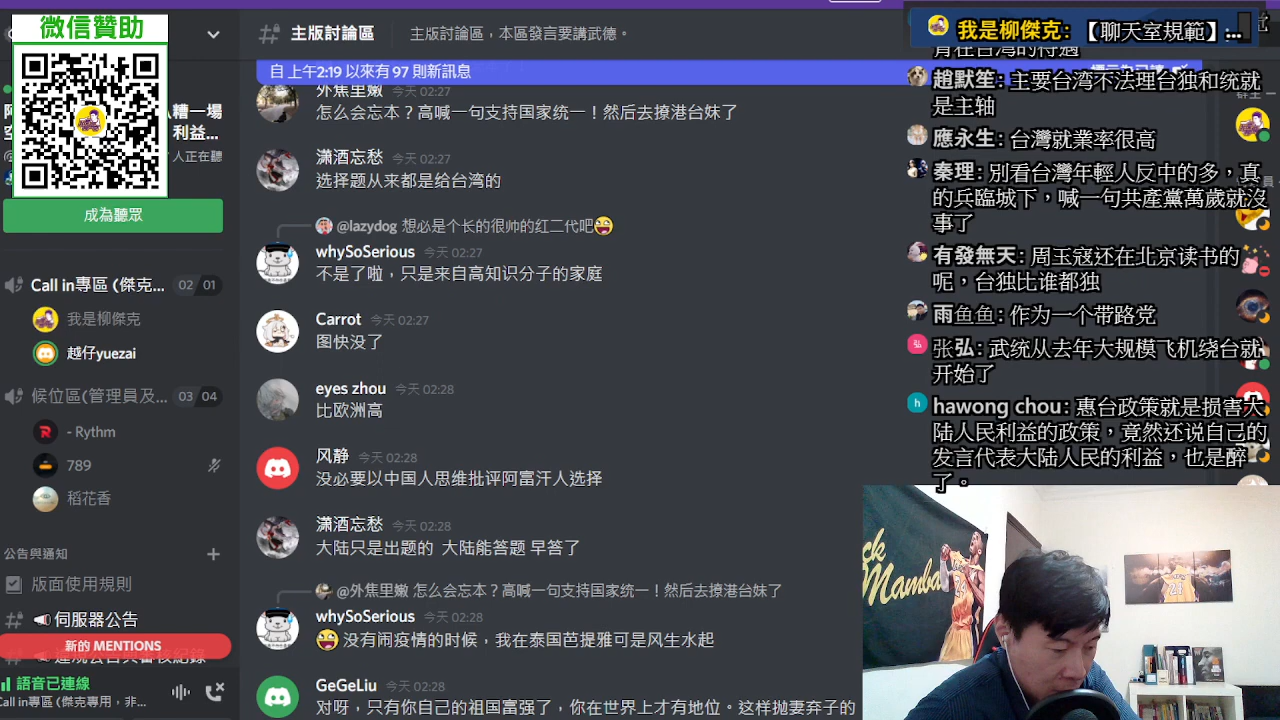 微信贊助
糟一場
利益...
人正在聽
成為聽眾
Call in專區 (傑克... 02 01
我是柳傑克
越仔yuezai
候位區(管理員及... 03 04
- Rythm
789
稻花香
公告與通知
版面使用規則
伺服器公告
新的 MENTIONS
語音已連線
Call in專區 (傑克專用，非...
主版討論區
主版討論區，本區發言要講武德。
自 上午2:19 以來有 97 則新訊息
外焦里嫩 今天 02:27
怎么会忘本？高喊一句支持国家统一！然后去撩港台妹了
潇酒忘愁 今天 02:27
选择题从来都是给台湾的
@lazydog 想必是个长的很帅的红二代吧
whySoSerious 今天 02:27
不是了啦，只是来自高知识分子的家庭
Carrot 今天 02:27
图快没了
eyes zhou 今天 02:28
比欧洲高
风静 今天 02:28
没必要以中国人思维批评阿富汗人选择
潇酒忘愁 今天 02:28
大陆只是出题的 大陆能答题 早答了
@外焦里嫩 怎么会忘本？高喊一句支持国家统一！然后去撩港台妹了
whySoSerious 今天 02:28
没有闹疫情的时候，我在泰国芭提雅可是风生水起
GeGeLiu 今天 02:28
对呀，只有你自己的祖国富强了，你在世界上才有地位。这样抛妻弃子的
我是柳傑克: 【聊天室規範】...
趙默笙: 主要台湾不法理台独和统就
是主轴
應永生: 台灣就業率很高
秦理: 別看台灣年輕人反中的多，真
的兵臨城下，喊一句共產黨萬歲就沒
事了
有發無天: 周玉蔻还在北京读书的
呢，台独比谁都独
雨鱼鱼: 作为一个带路党
张弘: 武统从去年大规模飞机绕台就
开始了
hawong chou: 惠台政策就是损害大
陆人民利益的政策，竟然还说自己的
发言代表大陆人民的利益，也是醉
了。
Mamba